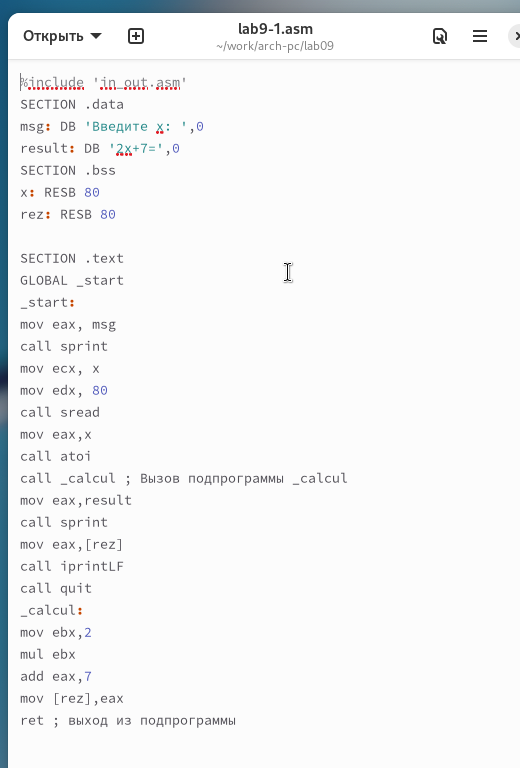 Открыть
lab9-1.asm
~/work/arch-pc/lab09
%include 'in_out.asm'
SECTION .data
msg: DB 'Введите x: ',0
result: DB '2x+7=',0
SECTION .bss
x: RESB 80
rez: RESB 80
SECTION .text
GLOBAL _start
_start:
mov eax, msg
call sprint
mov ecx, x
mov edx, 80
call sread
mov eax,x
call atoi
call _calcul ; Вызов подпрограммы _calcul
mov eax,result
call sprint
mov eax,[rez]
call iprintLF
call quit
_calcul:
mov ebx,2
mul ebx
add eax,7
mov [rez],eax
ret ; выход из подпрограммы